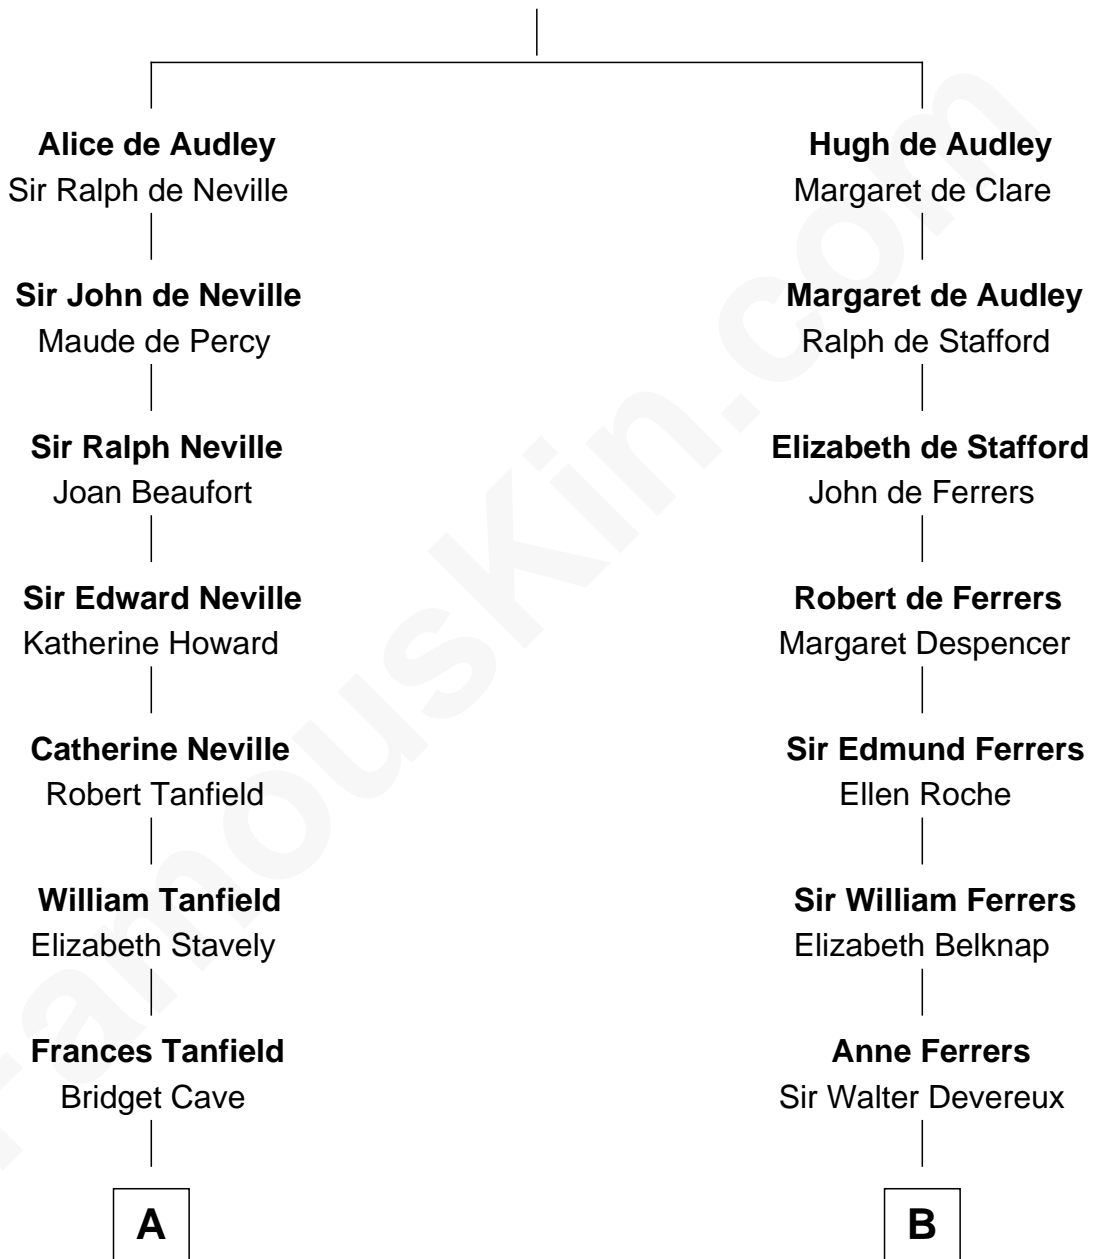 Alice de Audley
Sir Ralph de Neville
Hugh de Audley
Margaret de Clare
Sir John de Neville
Maude de Percy
Margaret de Audley
Ralph de Stafford
Sir Ralph Neville
Joan Beaufort
Elizabeth de Stafford
John de Ferrers
Sir Edward Neville
Katherine Howard
Robert de Ferrers
Margaret Despencer
Catherine Neville
Robert Tanfield
Sir Edmund Ferrers
Ellen Roche
William Tanfield
Elizabeth Stavely
Sir William Ferrers
Elizabeth Belknap
Frances Tanfield
Bridget Cave
Anne Ferrers
Sir Walter Devereux
A
B
FamousKin.com